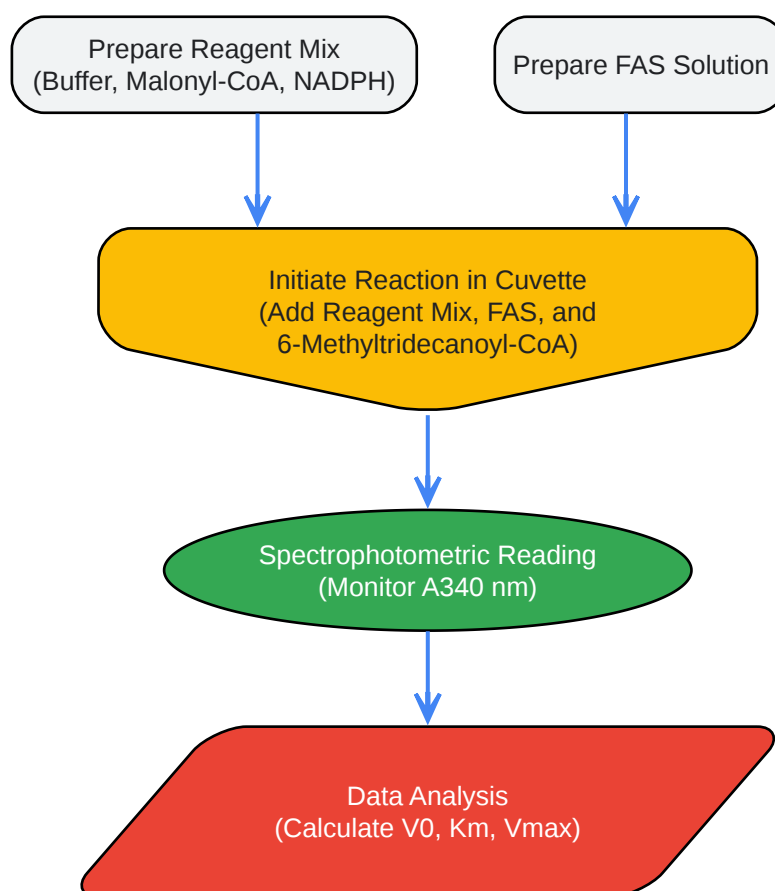 Prepare Reagent Mix
(Buffer, Malonyl-CoA, NADPH)
Prepare FAS Solution
Initiate Reaction in Cuvette
(Add Reagent Mix, FAS, and
6-Methyltridecanoyl-CoA)
Spectrophotometric Reading
(Monitor A340 nm)
Data Analysis
(Calculate V0, Km, Vmax)